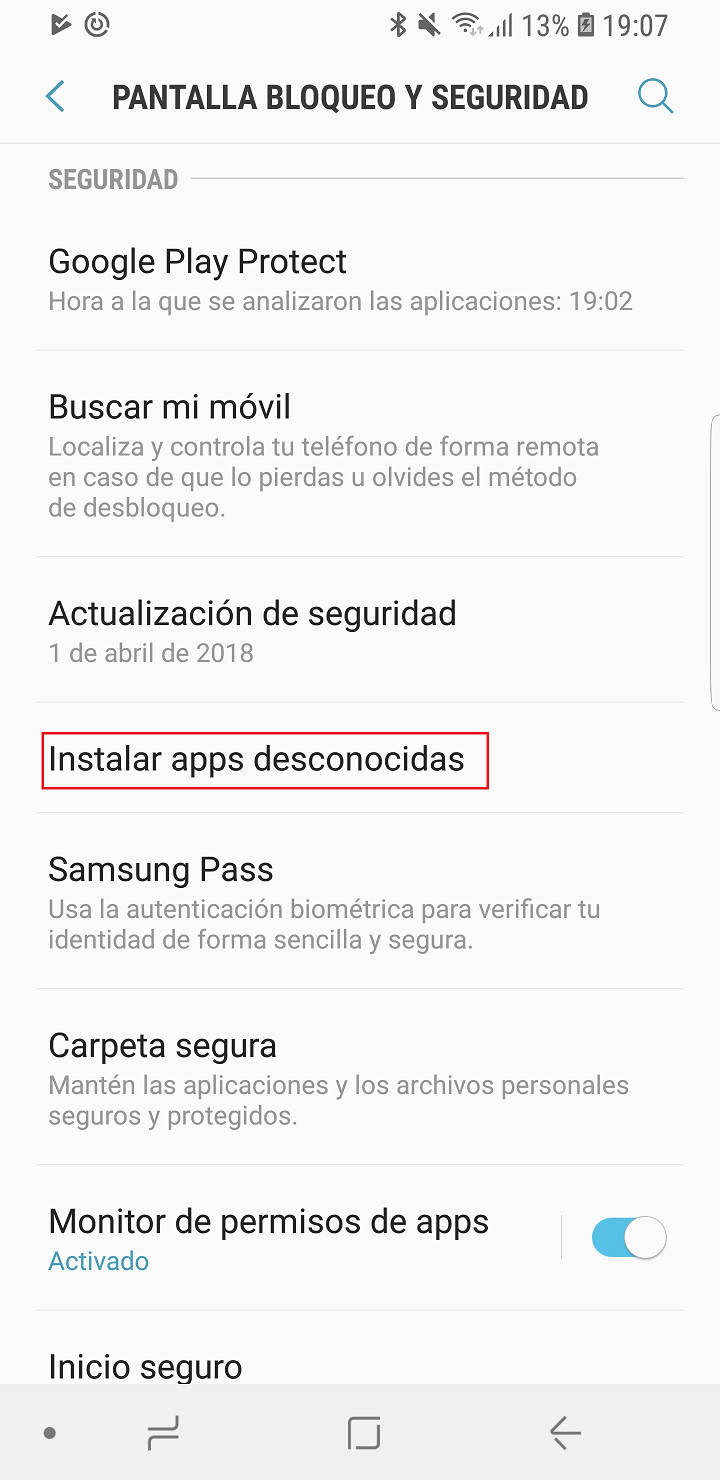 13% 19:07
PANTALLA BLOQUEO Y SEGURIDAD
SEGURIDAD
Google Play Protect
Hora a la que se analizaron las aplicaciones: 19:02
Buscar mi móvil
Localiza y controla tu teléfono de forma remota
en caso de que lo pierdas u olvides el método
de desbloqueo.
Actualización de seguridad
1 de abril de 2018
Instalar apps desconocidas
Samsung Pass
Usa la autenticación biométrica para verificar tu
identidad de forma sencilla y segura.
Carpeta segura
Mantén las aplicaciones y los archivos personales
seguros y protegidos.
Monitor de permisos de apps
Activado
Inicio seguro